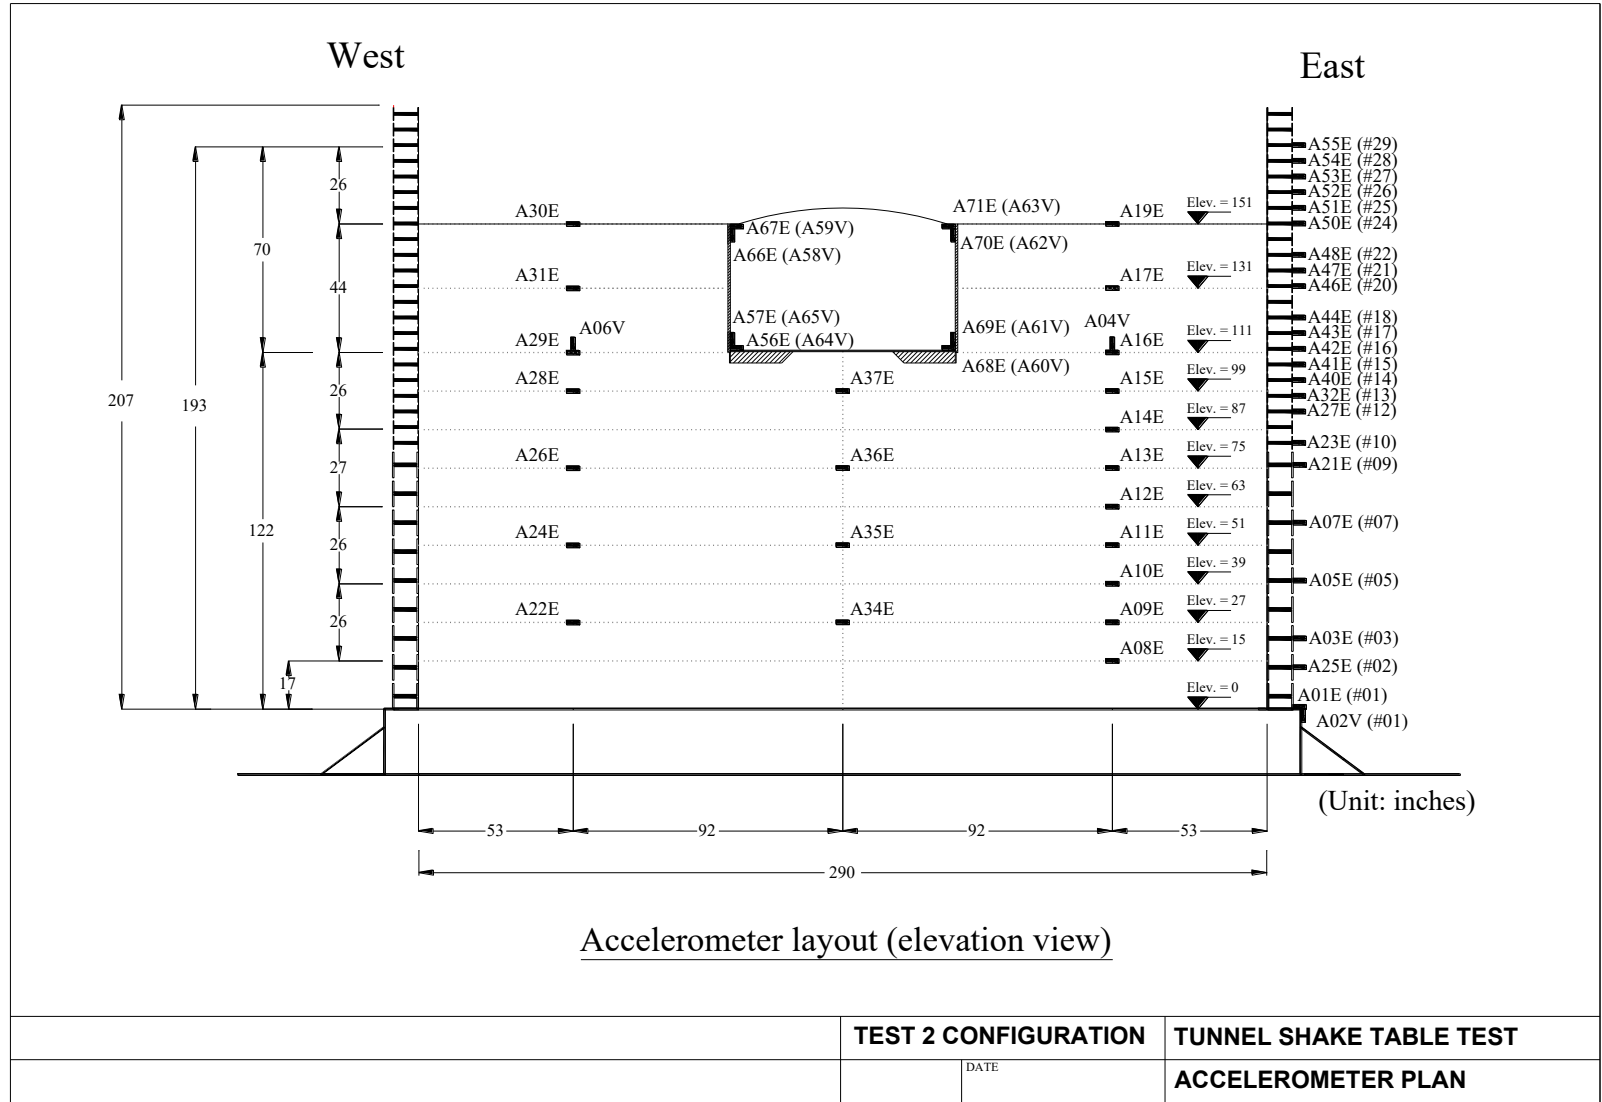 West
East
A55E (#29)
A54E (#28)
A53E (#27)
A52E (#26)
A51E (#25)
A50E (#24)
A48E (#22)
A47E (#21)
A46E (#20)
A44E (#18)
A43E (#17)
A42E (#16)
A41E (#15)
A40E (#14)
A32E (#13)
A27E (#12)
A23E (#10)
A21E (#09)
A07E (#07)
A05E (#05)
A03E (#03)
A25E (#02)
A01E (#01)
A02V (#01)
26
70
44
207
193
26
27
122
26
26
17
A30E
A67E (A59V)
A66E (A58V)
A71E (A63V)
A70E (A62V)
A19E
Elev. = 151
A31E
A17E
Elev. = 131
A29E
A06V
A57E (A65V)
A56E (A64V)
A69E (A61V)
A68E (A60V)
A04V
A16E
Elev. = 111
A28E
A37E
A15E
Elev. = 99
A14E
Elev. = 87
A26E
A36E
A13E
Elev. = 75
A12E
Elev. = 63
A24E
A35E
A11E
Elev. = 51
A10E
Elev. = 39
A22E
A34E
A09E
Elev. = 27
A08E
Elev. = 15
Elev. = 0
(Unit: inches)
53
92
92
53
290
Accelerometer layout (elevation view)
TEST 2 CONFIGURATION
TUNNEL SHAKE TABLE TEST
DATE
ACCELEROMETER PLAN